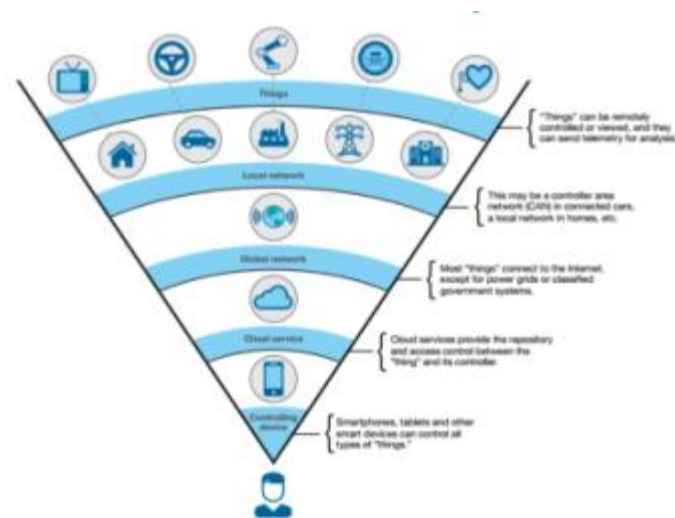 Things
"Things" can be remotely
controlled or viewed, and they
can send telemetry for analysis.
Local network
This may be a controller area
network (CAN) in connected cars,
a local network in homes, etc.
Global network
Most "things" connect to the Internet,
except for power grids or classified
government systems.
Cloud service
Cloud services provide the repository
and access control between the
"thing" and its controller.
Controlling
device
Smartphones, tablets and other
smart devices can control all
types of "things."